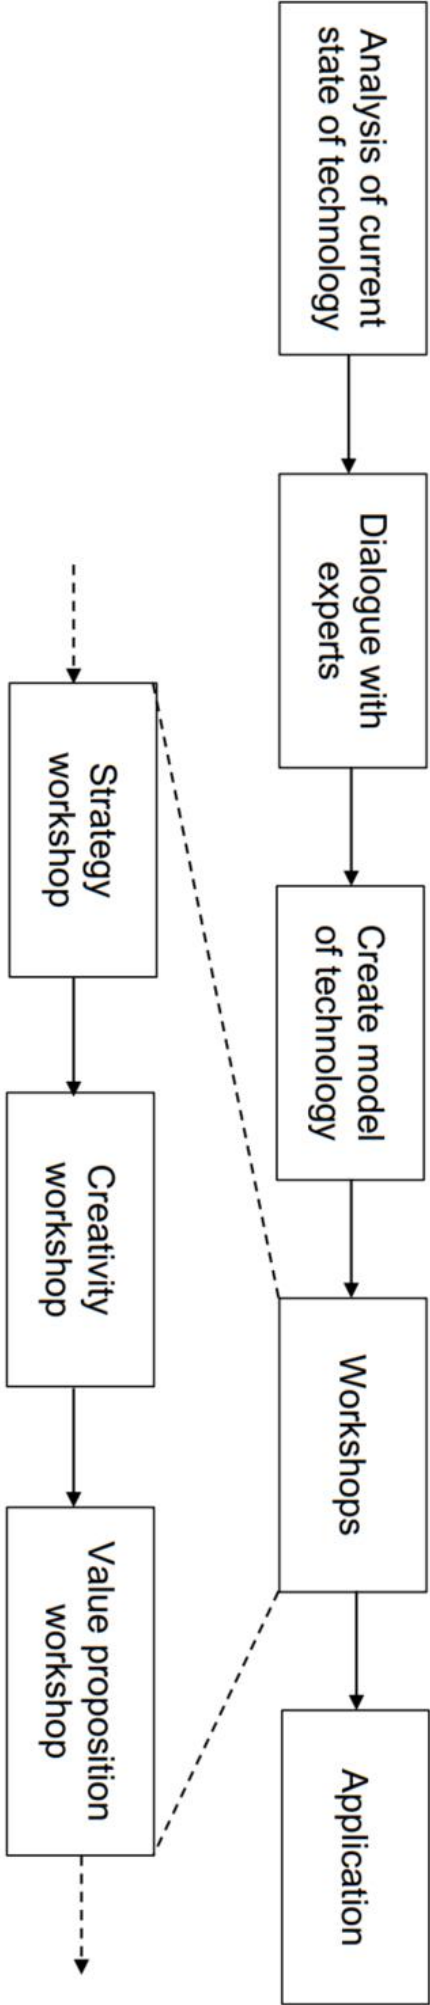 Analysis of current
state of technology
Dialogue with
experts
Create model
of technology
Workshops
Application
Strategy
workshop
Creativity
workshop
Value proposition
workshop